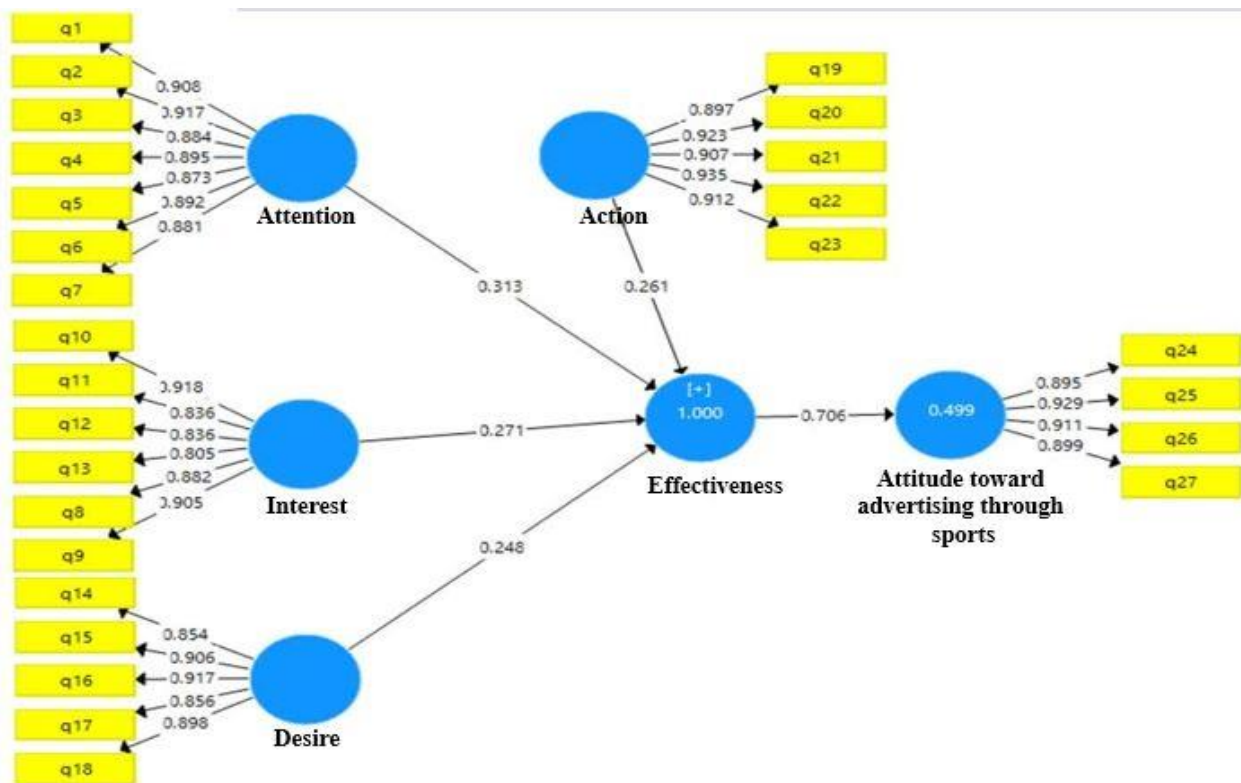 q1
q2
q3
q4
q5
q6
q7
0.908
0.917
0.884
0.895
0.873
0.892
0.881
Attention
q19
q20
q21
q22
q23
0.897
0.923
0.907
0.935
0.912
Action
0.313
0.261
q10
q11
q12
q13
q8
q9
0.918
0.836
0.836
0.805
0.882
0.905
Interest
0.271
[+]
1.000
Effectiveness
0.706
0.499
Attitude toward
advertising through
sports
0.895
0.929
0.911
0.899
q24
q25
q26
q27
0.248
q14
q15
q16
q17
q18
0.854
0.906
0.917
0.856
0.898
Desire